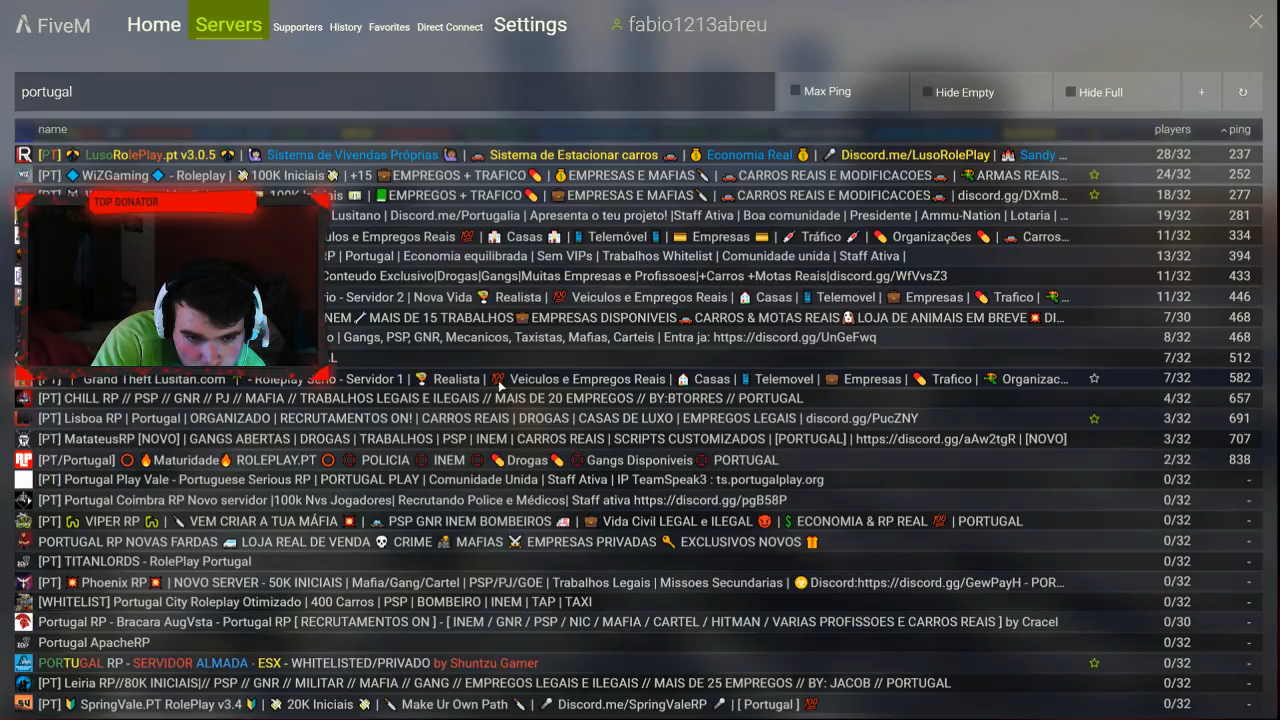 FiveM Home Servers Supporters History Favorites Direct Connect Settings fabio1213abreu
portugal Max Ping Hide Empty Hide Full + ↻
name players ping
[PT] LusoRolePlay.pt v3.0.5 | Sistema de Vivendas Próprias | Sistema de Estacionar carros | Economia Real | Discord.me/LusoRolePlay | Sandy ... 28/32 237
[PT] WiZGaming - Roleplay | 100K Iniciais | +15 EMPREGOS + TRAFICO | EMPRESAS E MAFIAS | CARROS REAIS E MODIFICACOES | ARMAS REAIS... 24/32 252
EMPREGOS + TRAFICO | EMPRESAS E MAFIAS | CARROS REAIS E MODIFICACOES | discord.gg/DXm8... 18/32 277
TOP DONATOR
Lusitano | Discord.me/Portugalia | Apresenta o teu projeto! |Staff Ativa | Boa comunidade | Presidente | Ammu-Nation | Lotaria | ... 19/32 281
ulos e Empregos Reais 💯 | Casas | Telemóvel | Empresas | Tráfico | Organizações | Carros... 11/32 334
RP | Portugal | Economia equilibrada | Sem VIPs | Trabalhos Whitelist | Comunidade unida | Staff Ativa | 13/32 394
Conteudo Exclusivo|Drogas|Gangs|Muitas Empresas e Profissoes|+Carros +Motas Reais|discord.gg/WfVvsZ3 11/32 433
rio - Servidor 2 | Nova Vida | Realista | 💯 Veiculos e Empregos Reais | Casas | Telemovel | Empresas | Trafico | ... 11/32 446
NEM MAIS DE 15 TRABALHOS EMPRESAS DISPONIVEIS CARROS & MOTAS REAIS LOJA DE ANIMAIS EM BREVE DI... 7/30 468
| Gangs, PSP, GNR, Mecanicos, Taxistas, Mafias, Carteis | Entra ja: https://discord.gg/UnGeFwq 8/32 468
L 7/32 512
Grand Theft Lusitan.com - Roleplay Sério - Servidor 1 | Realista | 💯 Veiculos e Empregos Reais | Casas | Telemovel | Empresas | Trafico | Organizac... 7/32 582
[PT] CHILL RP // PSP // GNR // PJ // MAFIA // TRABALHOS LEGAIS E ILEGAIS // MAIS DE 20 EMPREGOS // BY:BTORRES // PORTUGAL 4/32 657
[PT] Lisboa RP | Portugal | ORGANIZADO | RECRUTAMENTOS ON! | CARROS REAIS | DROGAS | CASAS DE LUXO | EMPREGOS LEGAIS | discord.gg/PucZNY 3/32 691
[PT] MatateusRP [NOVO] | GANGS ABERTAS | DROGAS | TRABALHOS | PSP | INEM | CARROS REAIS | SCRIPTS CUSTOMIZADOS | [PORTUGAL] | https://discord.gg/aAw2tgR | [NOVO] 3/32 707
[PT/Portugal] Maturidade ROLEPLAY.PT POLICIA INEM Drogas Gangs Disponiveis PORTUGAL 2/32 838
[PT] Portugal Play Vale - Portuguese Serious RP | PORTUGAL PLAY | Comunidade Unida | Staff Ativa | IP TeamSpeak3 : ts.portugalplay.org 0/32 -
[PT] Portugal Coimbra RP Novo servidor |100k Nvs Jogadores| Recrutando Police e Médicos| Staff ativa https://discord.gg/pgB58P 0/32 -
[PT] VIPER RP | VEM CRIAR A TUA MÁFIA | PSP GNR INEM BOMBEIROS | Vida Civil LEGAL e ILEGAL | ECONOMIA & RP REAL 💯 | PORTUGAL 0/32 -
PORTUGAL RP NOVAS FARDAS LOJA REAL DE VENDA CRIME MAFIAS EMPRESAS PRIVADAS EXCLUSIVOS NOVOS 0/32 -
[PT] TITANLORDS - RolePlay Portugal 0/32 -
[PT] Phoenix RP | NOVO SERVER - 50K INICIAIS | Mafia/Gang/Cartel | PSP/PJ/GOE | Trabalhos Legais | Missoes Secundarias | Discord:https://discord.gg/GewPayH - POR... 0/32 -
[WHITELIST] Portugal City Roleplay Otimizado | 400 Carros | PSP | BOMBEIRO | INEM | TAP | TAXI 0/32 -
Portugal RP - Bracara AugVsta - Portugal RP [ RECRUTAMENTOS ON ] - [ INEM / GNR / PSP / NIC / MAFIA / CARTEL / HITMAN / VARIAS PROFISSOES E CARROS REAIS ] by Cracel 0/30 -
Portugal ApacheRP 0/32 -
PORTUGAL RP - SERVIDOR ALMADA - ESX - WHITELISTED/PRIVADO by Shuntzu Gamer 0/32 -
[PT] Leiria RP//80K INICIAIS|// PSP // GNR // MILITAR // MAFIA // GANG // EMPREGOS LEGAIS E ILEGAIS // MAIS DE 25 EMPREGOS // BY: JACOB // PORTUGAL 0/32 -
[PT] SpringVale.PT RolePlay v3.4 | 20K Iniciais | Make Ur Own Path | Discord.me/SpringValeRP | [ Portugal ] 💯 0/32 -